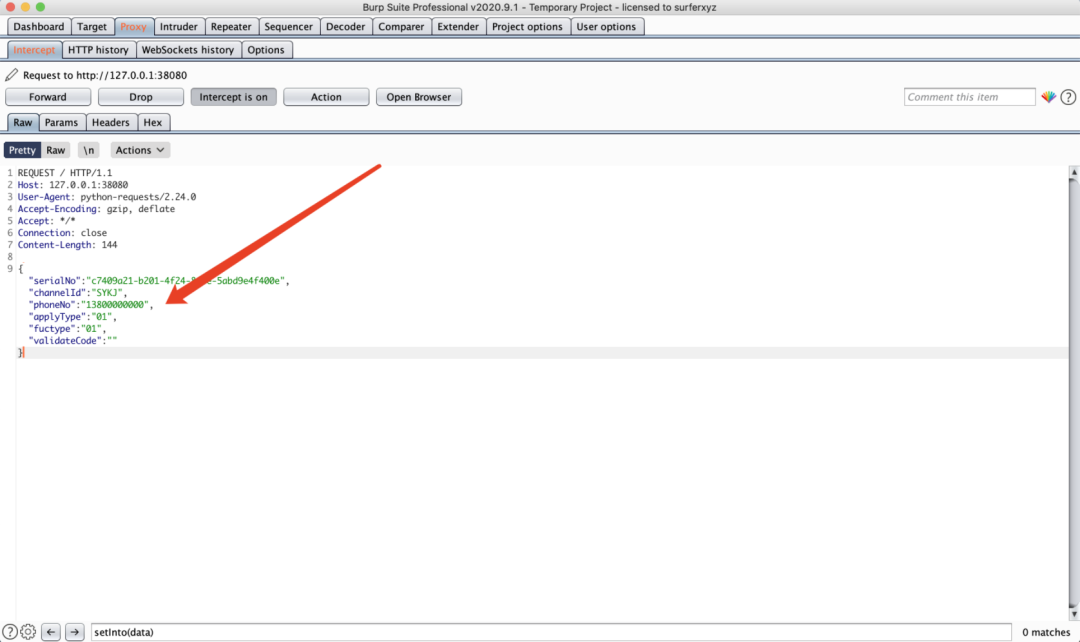 Burp Suite Professional v2020.9.1 - Temporary Project - licensed to surferxyz
Dashboard Target Proxy Intruder Repeater Sequencer Decoder Comparer Extender Project options User options
Intercept HTTP history WebSockets history Options
Request to http://127.0.0.1:38080
Forward Drop Intercept is on Action Open Browser Comment this item ?
Raw Params Headers Hex
Pretty Raw \n Actions
1 REQUEST / HTTP/1.1
2 Host: 127.0.0.1:38080
3 User-Agent: python-requests/2.24.0
4 Accept-Encoding: gzip, deflate
5 Accept: */*
6 Connection: close
7 Content-Length: 144
8
9 {
"serialNo":"c7409a21-b201-4f24- -5abd9e4f400e",
"channelId":"SYKJ",
"phoneNo":"13800000000",
"applyType":"01",
"fuctype":"01",
"validateCode":""
}
? setInto(data) 0 matches